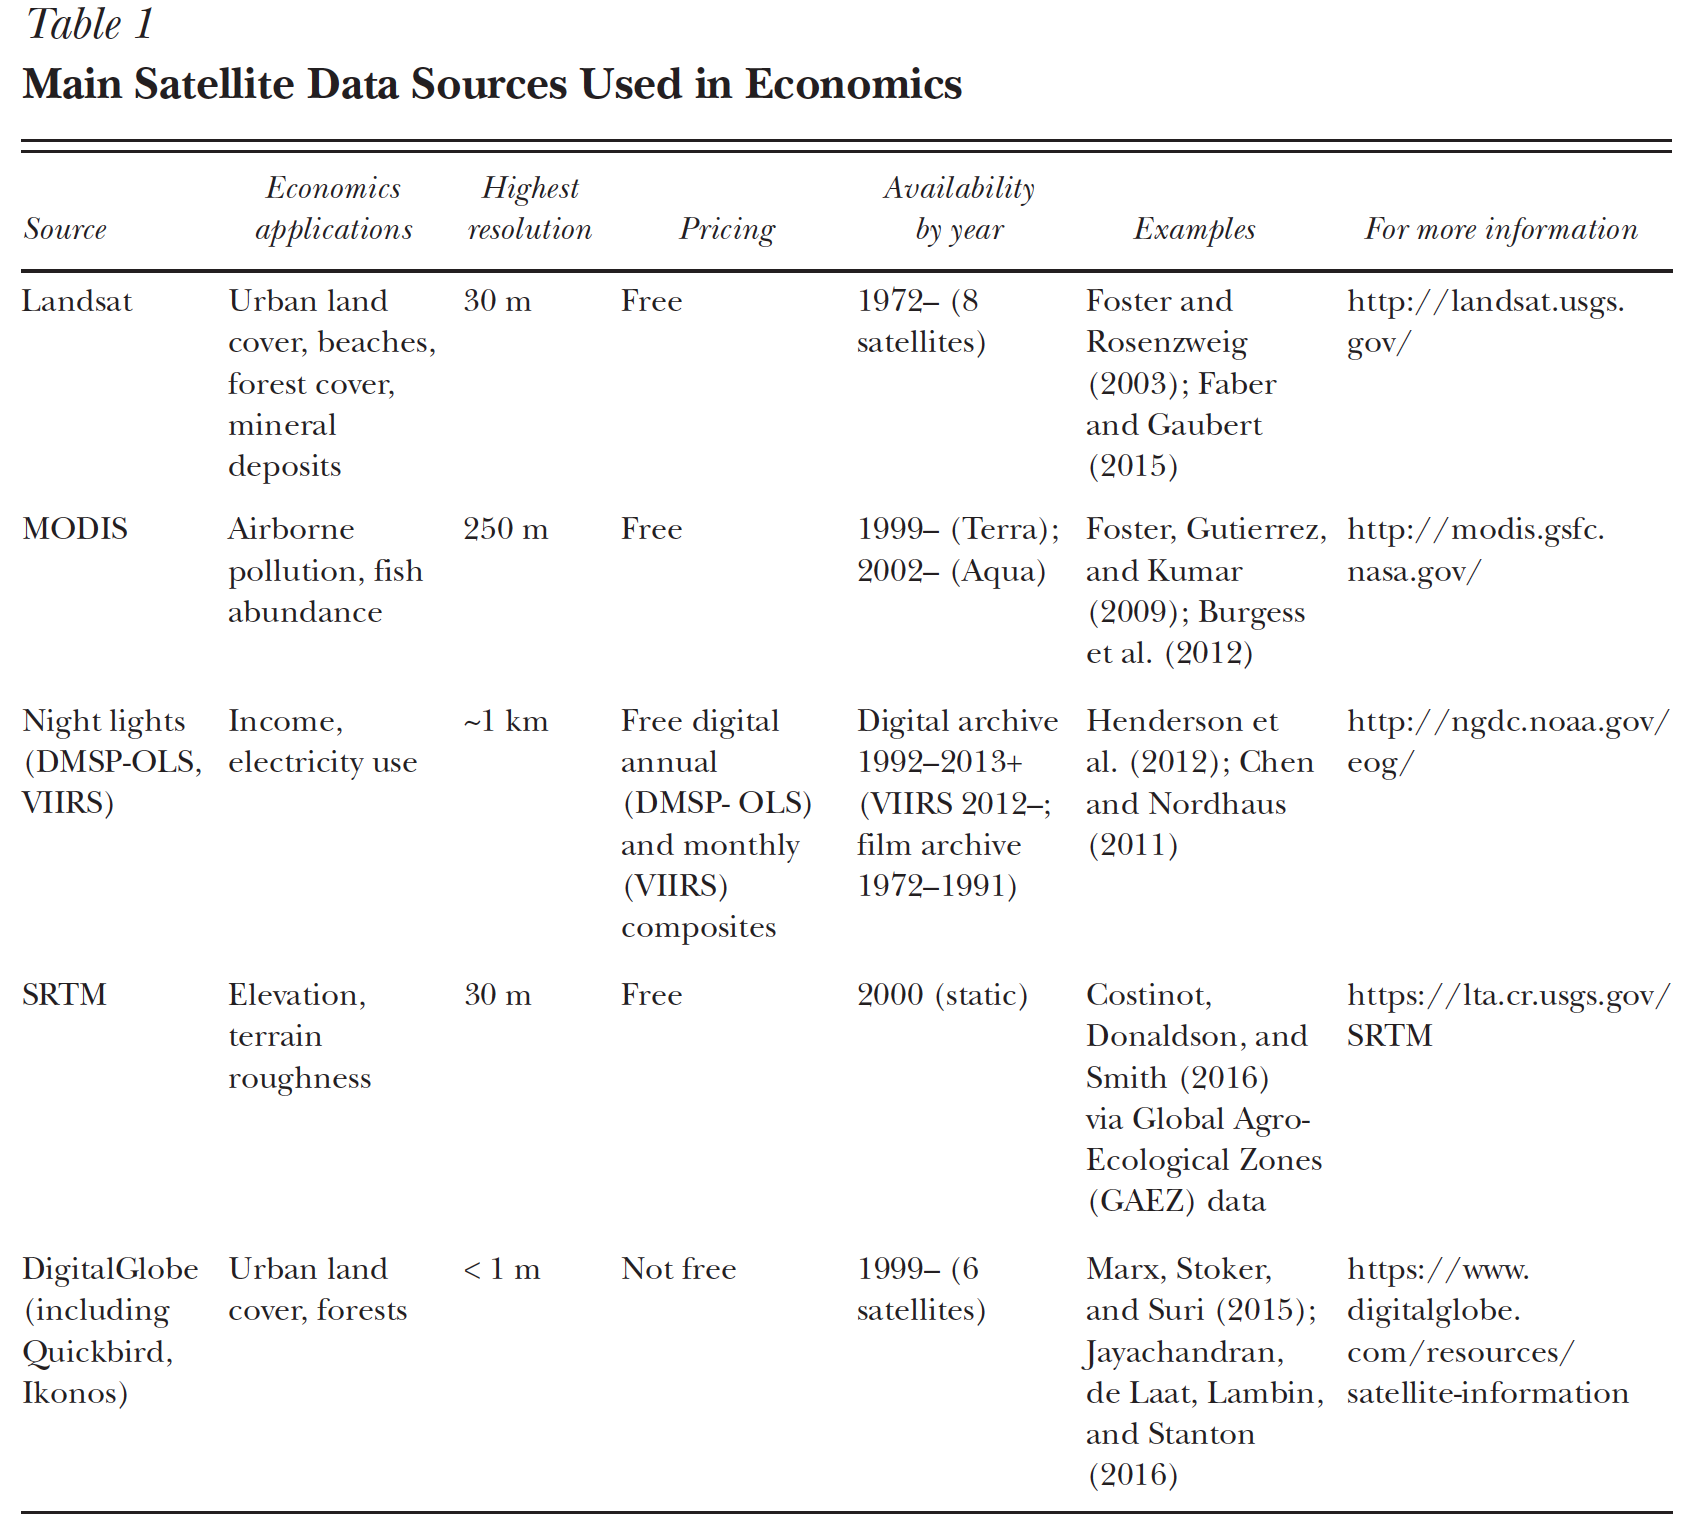 Table 1
Main Satellite Data Sources Used in Economics
Source
Economics
applications
Highest
resolution
Pricing
Availability
by year
Examples
For more information
Landsat
Urban land
cover, beaches,
forest cover,
mineral
deposits
30 m
Free
1972– (8
satellites)
Foster and
Rosenzweig
(2003); Faber
and Gaubert
(2015)
http://landsat.usgs.
gov/
MODIS
Airborne
pollution, fish
abundance
250 m
Free
1999– (Terra);
2002– (Aqua)
Foster, Gutierrez,
and Kumar
(2009); Burgess
et al. (2012)
http://modis.gsfc.
nasa.gov/
Night lights
(DMSP-OLS,
VIIRS)
Income,
electricity use
~1 km
Free digital
annual
(DMSP- OLS)
and monthly
(VIIRS)
composites
Digital archive
1992–2013+
(VIIRS 2012–;
film archive
1972–1991)
Henderson et
al. (2012); Chen
and Nordhaus
(2011)
http://ngdc.noaa.gov/
eog/
SRTM
Elevation,
terrain
roughness
30 m
Free
2000 (static)
Costinot,
Donaldson, and
Smith (2016)
via Global Agro-
Ecological Zones
(GAEZ) data
https://lta.cr.usgs.gov/
SRTM
DigitalGlobe
(including
Quickbird,
Ikonos)
Urban land
cover, forests
< 1 m
Not free
1999– (6
satellites)
Marx, Stoker,
and Suri (2015);
Jayachandran,
de Laat, Lambin,
and Stanton
(2016)
https://www.
digitalglobe.
com/resources/
satellite-information